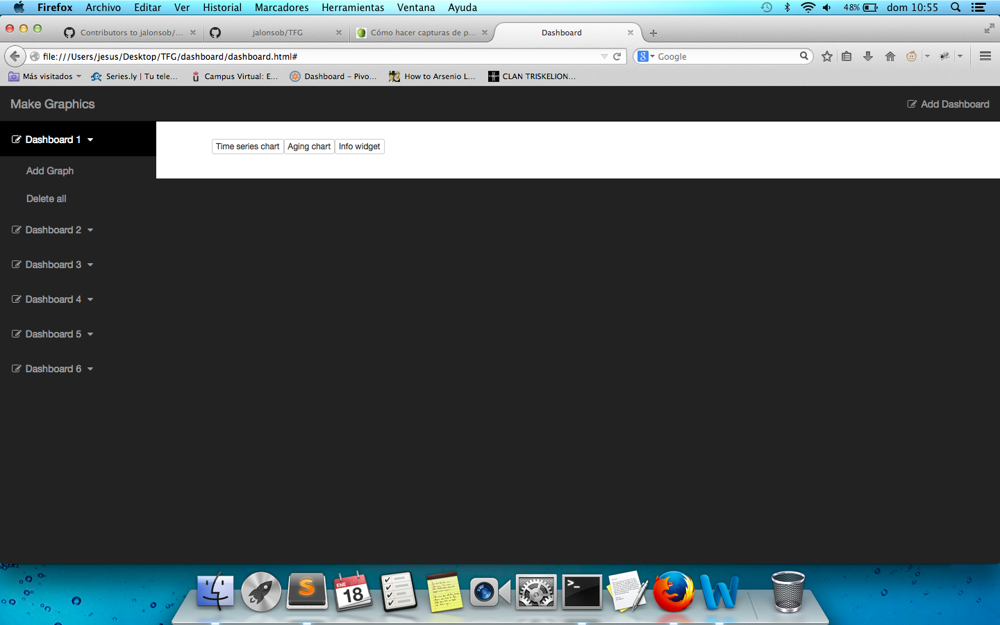 Firefox Archivo Editar Ver Historial Marcadores Herramientas Ventana Ayuda 48% dom 10:55
Contributors to jalonsob/... jalonsob/TFG Cómo hacer capturas de p... Dashboard
file:///Users/jesus/Desktop/TFG/dashboard/dashboard.html# Google
Más visitados Series.ly | Tu tele... Campus Virtual: E... Dashboard – Pivo... How to Arsenio L... CLAN TRISKELION...
Make Graphics Add Dashboard
Dashboard 1
Time series chart Aging chart Info widget
Add Graph
Delete all
Dashboard 2
Dashboard 3
Dashboard 4
Dashboard 5
Dashboard 6
ENE
18